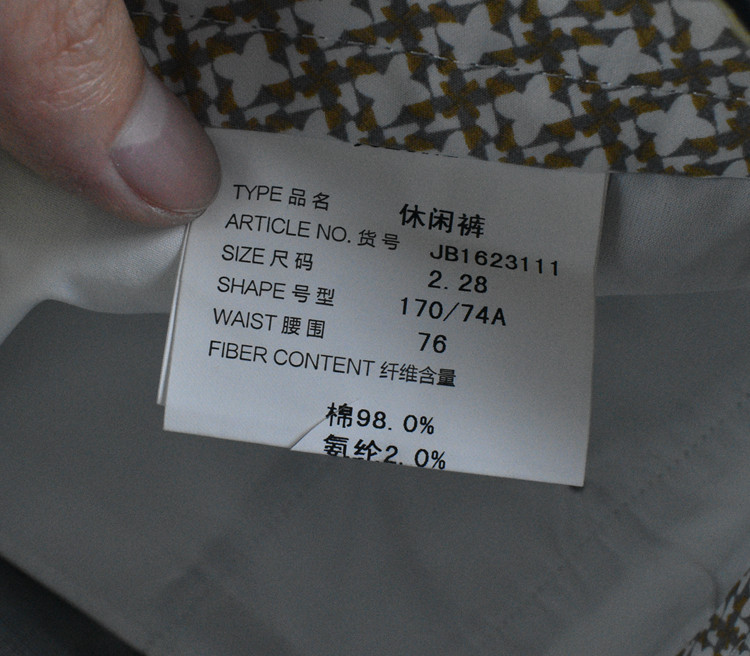 TYPE 品名 休闲裤
ARTICLE NO. 货号 JB1623111
SIZE 尺码 2.28
SHAPE 号型 170/74A
WAIST 腰围 76
FIBER CONTENT 纤维含量
棉98.0%
氨纶2.0%